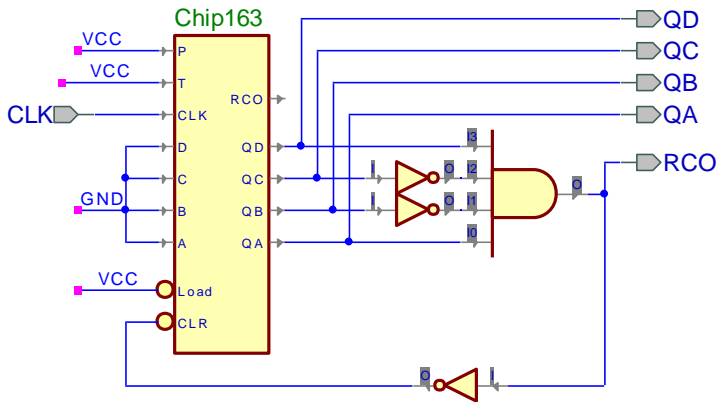 Chip163
QD
VCC
P
QC
VCC
T
QB
RCO
CLK
CLK
QA
D
QD
I3
RCO
C
QC
I
O
I2
O
GND
B
QB
I
O
I1
A
QA
I0
VCC
Load
CLR
O
I